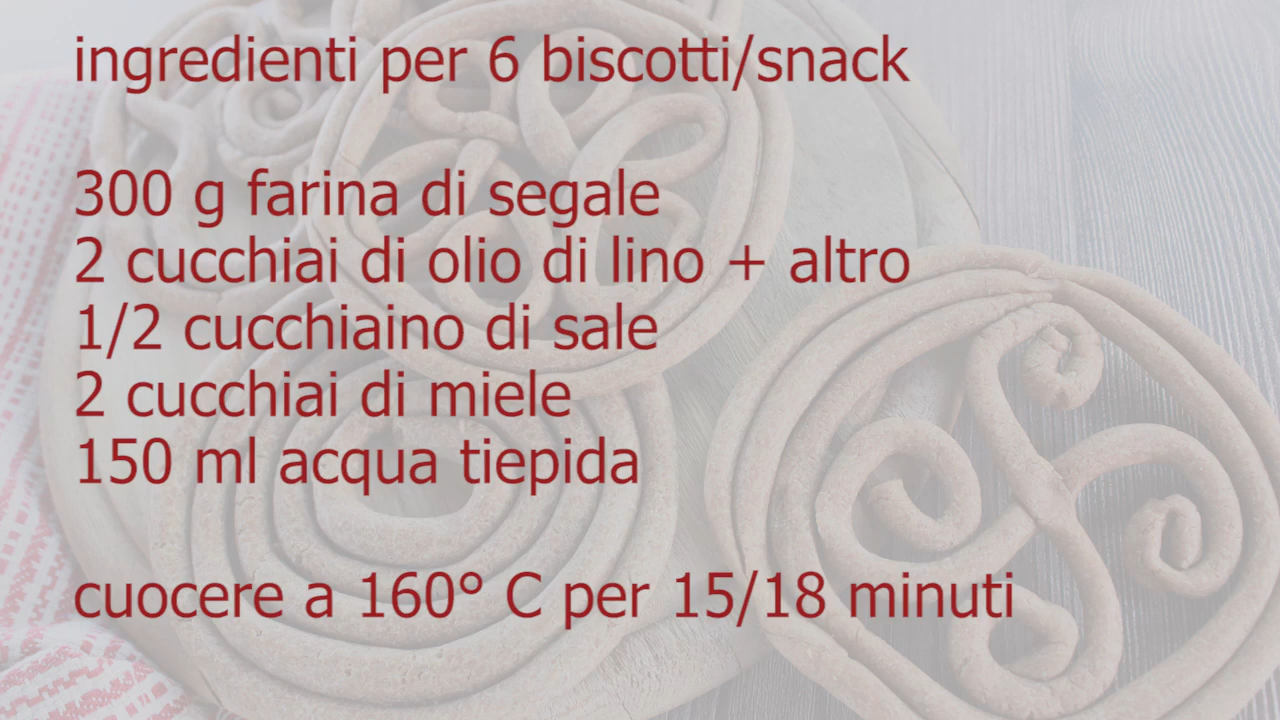 ingredienti per 6 biscotti/snack
300 g farina di segale
2 cucchiai di olio di lino + altro
1/2 cucchiaino di sale
2 cucchiai di miele
150 ml acqua tiepida
cuocere a 160° C per 15/18 minuti